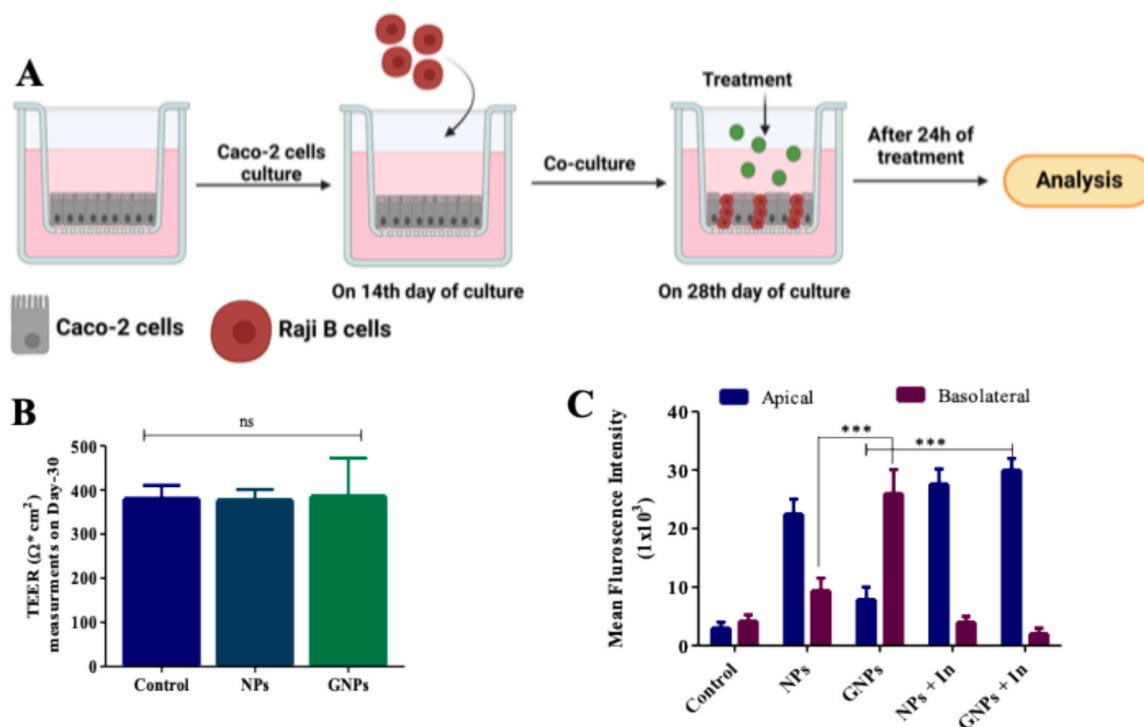 A
Treatment
Caco-2 cells
culture
Co-culture
After 24h of
treatment
Analysis
On 14th day of culture
On 28th day of culture
Caco-2 cells
Raji B cells
B
ns
TEER (Ω* cm²)
measurments on Day-30
500
400
300
200
100
0
Control
NPs
GNPs
C
Apical
Basolateral
***
***
Mean Fluroscence Intensity
(1x10³)
40
30
20
10
0
Control
NPs
GNPs
NPs + In
GNPs + In